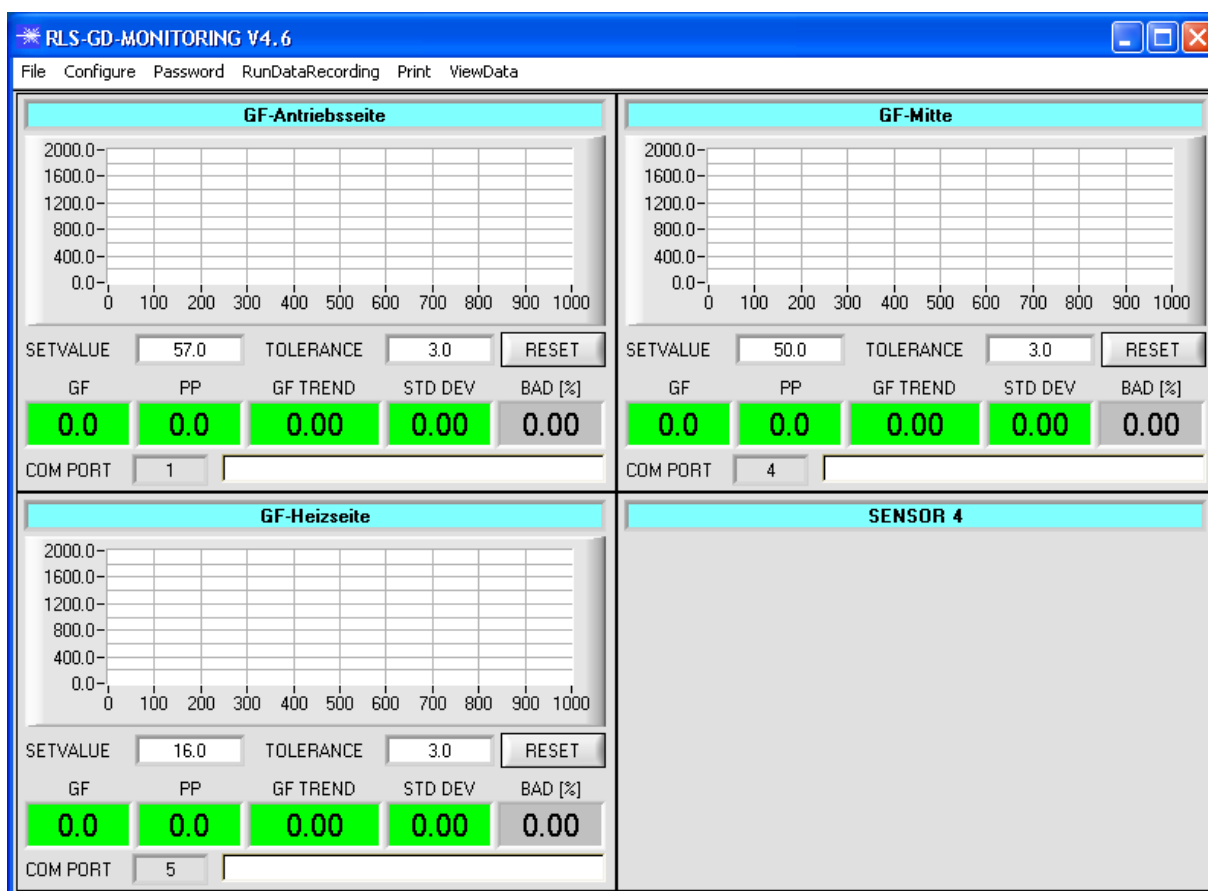 RLS-GD-MONITORING V4.6
File Configure Password RunDataRecording Print ViewData
GF-Antriebsseite
2000.0
1600.0
1200.0
800.0
400.0
0.0
0 100 200 300 400 500 600 700 800 900 1000
SETVALUE 57.0 TOLERANCE 3.0 RESET
GF PP GF TREND STD DEV BAD [%]
0.0 0.0 0.00 0.00 0.00
COM PORT 1
GF-Mitte
2000.0
1600.0
1200.0
800.0
400.0
0.0
0 100 200 300 400 500 600 700 800 900 1000
SETVALUE 50.0 TOLERANCE 3.0 RESET
GF PP GF TREND STD DEV BAD [%]
0.0 0.0 0.00 0.00 0.00
COM PORT 4
GF-Heizseite
2000.0
1600.0
1200.0
800.0
400.0
0.0
0 100 200 300 400 500 600 700 800 900 1000
SETVALUE 16.0 TOLERANCE 3.0 RESET
GF PP GF TREND STD DEV BAD [%]
0.0 0.0 0.00 0.00 0.00
COM PORT 5
SENSOR 4